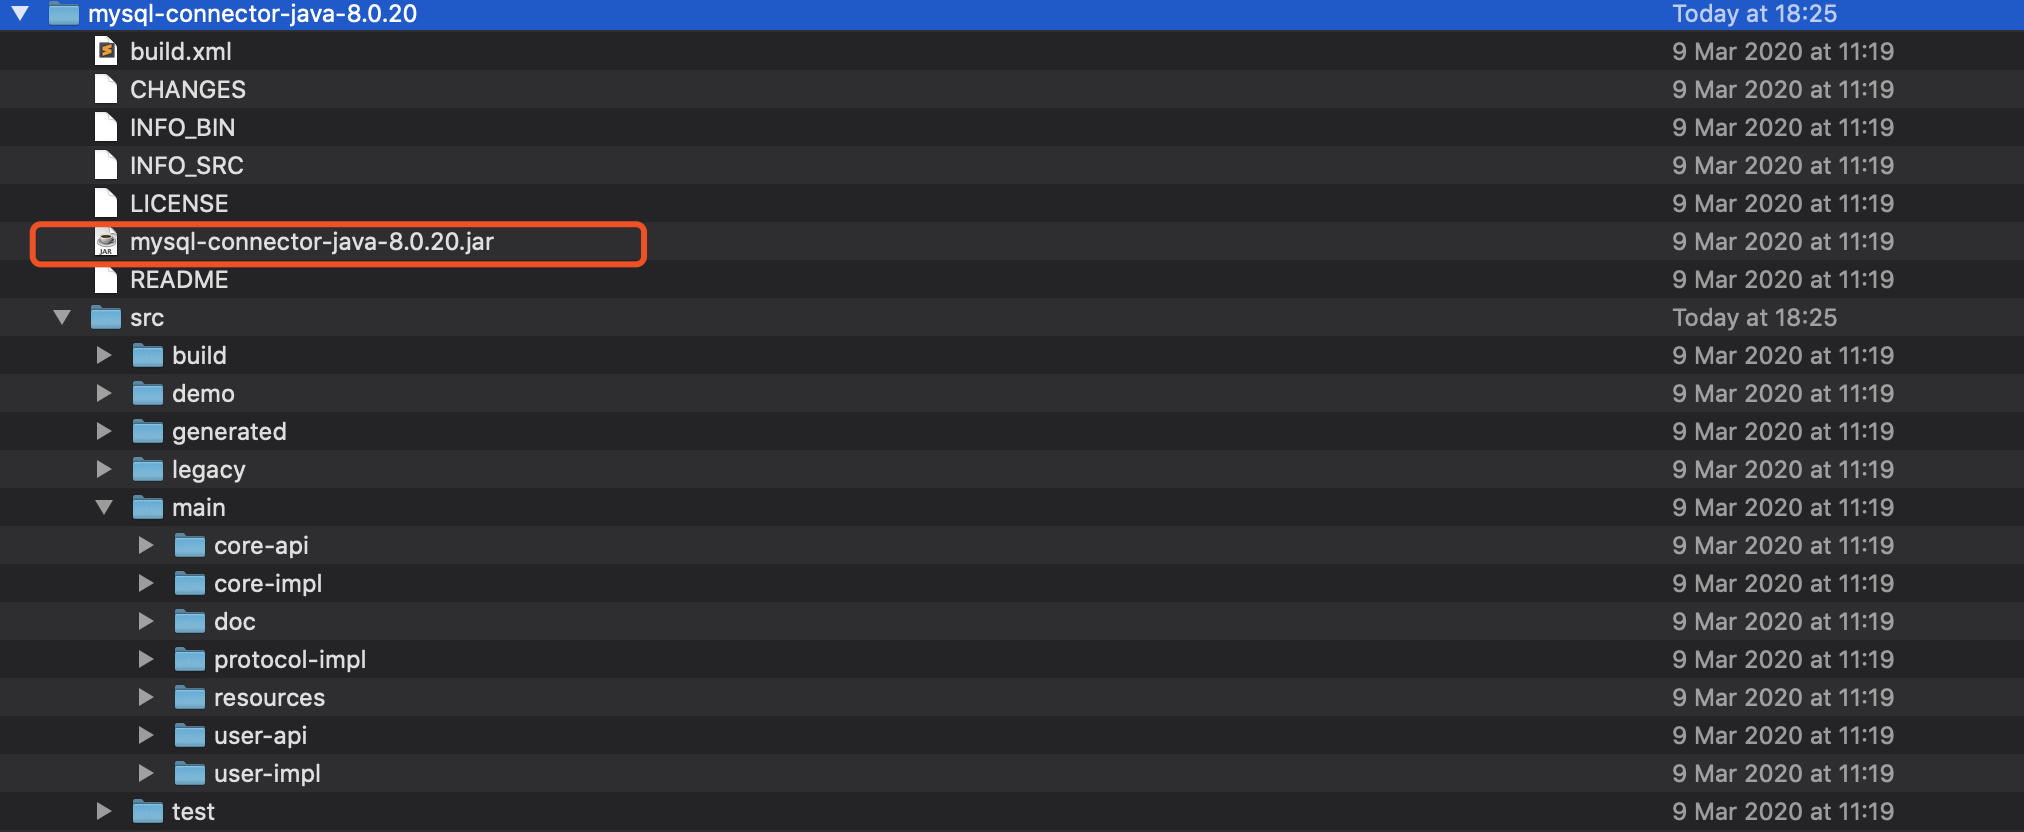 mysql-connector-java-8.0.20 Today at 18:25
build.xml 9 Mar 2020 at 11:19
CHANGES 9 Mar 2020 at 11:19
INFO_BIN 9 Mar 2020 at 11:19
INFO_SRC 9 Mar 2020 at 11:19
LICENSE 9 Mar 2020 at 11:19
JAR mysql-connector-java-8.0.20.jar 9 Mar 2020 at 11:19
README 9 Mar 2020 at 11:19
src Today at 18:25
build 9 Mar 2020 at 11:19
demo 9 Mar 2020 at 11:19
generated 9 Mar 2020 at 11:19
legacy 9 Mar 2020 at 11:19
main 9 Mar 2020 at 11:19
core-api 9 Mar 2020 at 11:19
core-impl 9 Mar 2020 at 11:19
doc 9 Mar 2020 at 11:19
protocol-impl 9 Mar 2020 at 11:19
resources 9 Mar 2020 at 11:19
user-api 9 Mar 2020 at 11:19
user-impl 9 Mar 2020 at 11:19
test 9 Mar 2020 at 11:19